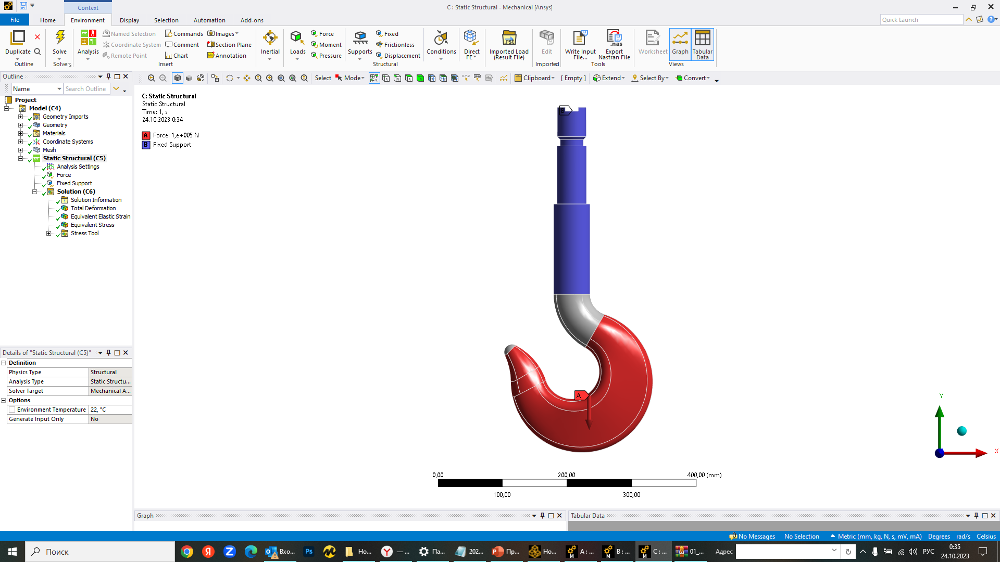 Context
C : Static Structural - Mechanical [Ansys]
File
Home
Environment
Display
Selection
Automation
Add-ons
Quick Launch
Duplicate
Outline
Solve
Solver
Analysis
Named Selection
Coordinate System
Remote Point
Commands
Comment
Chart
Images
Section Plane
Annotation
Insert
Inertial
Loads
Force
Moment
Pressure
Supports
Fixed
Frictionless
Displacement
Structural
Conditions
Direct
FE
Imported Load
(Result File)
Edit
Imported
Write Input
File...
Export
Nastran File
Tools
Worksheet
Graph
Tabular
Data
Views
Outline
Name
Search Outline
Project
Model (C4)
Geometry Imports
Geometry
Materials
Coordinate Systems
Mesh
Static Structural (C5)
Analysis Settings
Force
Fixed Support
Solution (C6)
Solution Information
Total Deformation
Equivalent Elastic Strain
Equivalent Stress
Stress Tool
Details of "Static Structural (C5)"
Definition
Physics Type Structural
Analysis Type Static Structu...
Solver Target Mechanical A...
Options
Environment Temperature 22, °C
Generate Input Only No
Select
Mode
Clipboard
[ Empty ]
Extend
Select By
Convert
C: Static Structural
Static Structural
Time: 1, s
24.10.2023 0:34
A Force: 1,e+005 N
B Fixed Support
B
A
Y
X
0,00
200,00
400,00 (mm)
100,00
300,00
Graph
Tabular Data
No Messages
No Selection
Metric (mm, kg, N, s, mV, mA)
Degrees
rad/s
Celsius
Поиск
Вхо...
Но...
— ...
Па...
202...
Пр...
Но...
A : ...
B : ...
C : ...
01_...
Адрес
РУС
0:35
24.10.2023